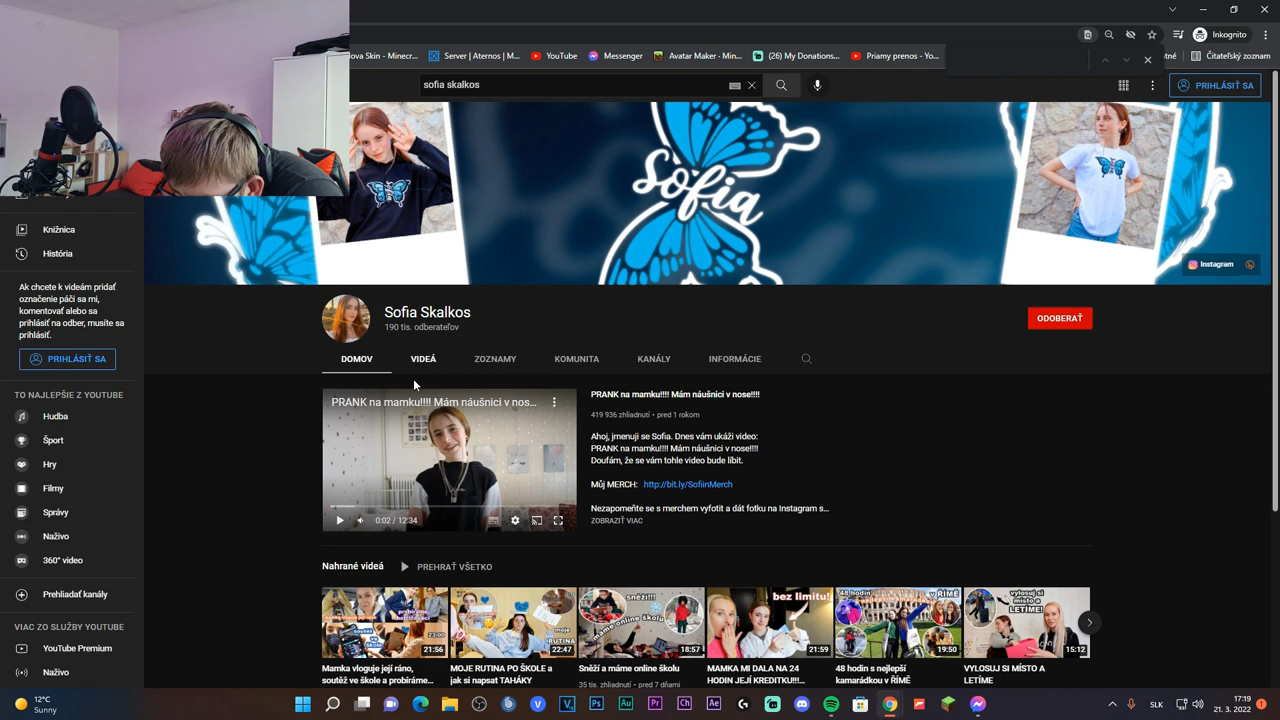 ova Skin - Minecr...
Server | Aternos | M...
YouTube
Messenger
Avatar Maker - Min...
(26) My Donations...
Priamy prenos - Yo...
Inkognito
Čitateľský zoznam
sofia skalkos
PRIHLÁSIŤ SA
Sofia
Instagram
Knižnica
História
Ak chcete k videám pridať
označenie páči sa mi,
komentovať alebo sa
prihlásiť na odber, musíte sa
prihlásiť.
PRIHLÁSIŤ SA
TO NAJLEPŠIE Z YOUTUBE
Hudba
Šport
Hry
Filmy
Správy
Naživo
360° video
Prehliadať kanály
VIAC ZO SLUŽBY YOUTUBE
YouTube Premium
Naživo
Sofia Skalkos
190 tis. odberateľov
ODOBERAŤ
DOMOV
VIDEÁ
ZOZNAMY
KOMUNITA
KANÁLY
INFORMÁCIE
PRANK na mamku!!!! Mám náušnici v nos...
0:02 / 12:34
PRANK na mamku!!!! Mám náušnici v nose!!!!
419 936 zhliadnutí • pred 1 rokom
Ahoj, jmenuji se Sofia. Dnes vám ukáži video:
PRANK na mamku!!!! Mám náušnici v nose!!!!
Doufám, že se vám tohle video bude líbit.
Můj MERCH: http://bit.ly/SofiinMerch
Nezapomeňte se s merchem vyfotit a dát fotku na Instagram s...
ZOBRAZIŤ VIAC
Nahrané videá
PREHRAŤ VŠETKO
21:56
moje
RUTINA
22:47
sněží!!!
máme online školu
18:57
bez limitu!
21:59
48 hodin
v ŘÍMĚ
19:50
vylosuj si
místo a
LETÍME!
15:12
Mamka vloguje její ráno,
soutěž ve škole a probíráme...
MOJE RUTINA PO ŠKOLE a
jak si napsat TAHÁKY
Sněží a máme online školu
35 tis. zhliadnutí • pred 7 dňami
MAMKA MI DALA NA 24
HODIN JEJÍ KREDITKU!!!...
48 hodin s nejlepší
kamarádkou v ŘÍMĚ
VYLOSUJ SI MÍSTO A
LETÍME
12°C
Sunny
SLK
17:19
21. 3. 2022